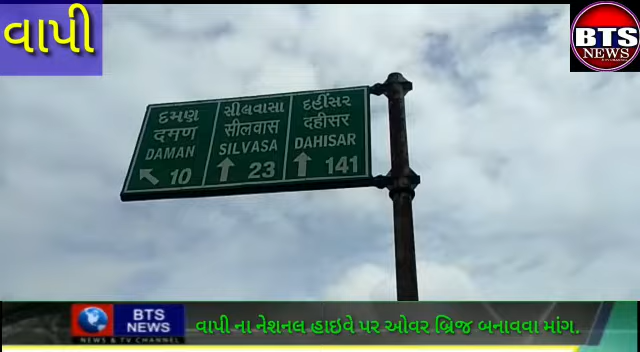 વાપી
BTS
NEWS
દમણ
दमण
DAMAN
10
સીલવાસા
सीलवास
SILVASA
23
દહીંસર
दहीसर
DAHISAR
141
BTS
NEWS
NEWS & TV CHANNEL
વાપી ના નેશનલ હાઇવે પર ઓવર બ્રિજ બનાવવા માંગ.